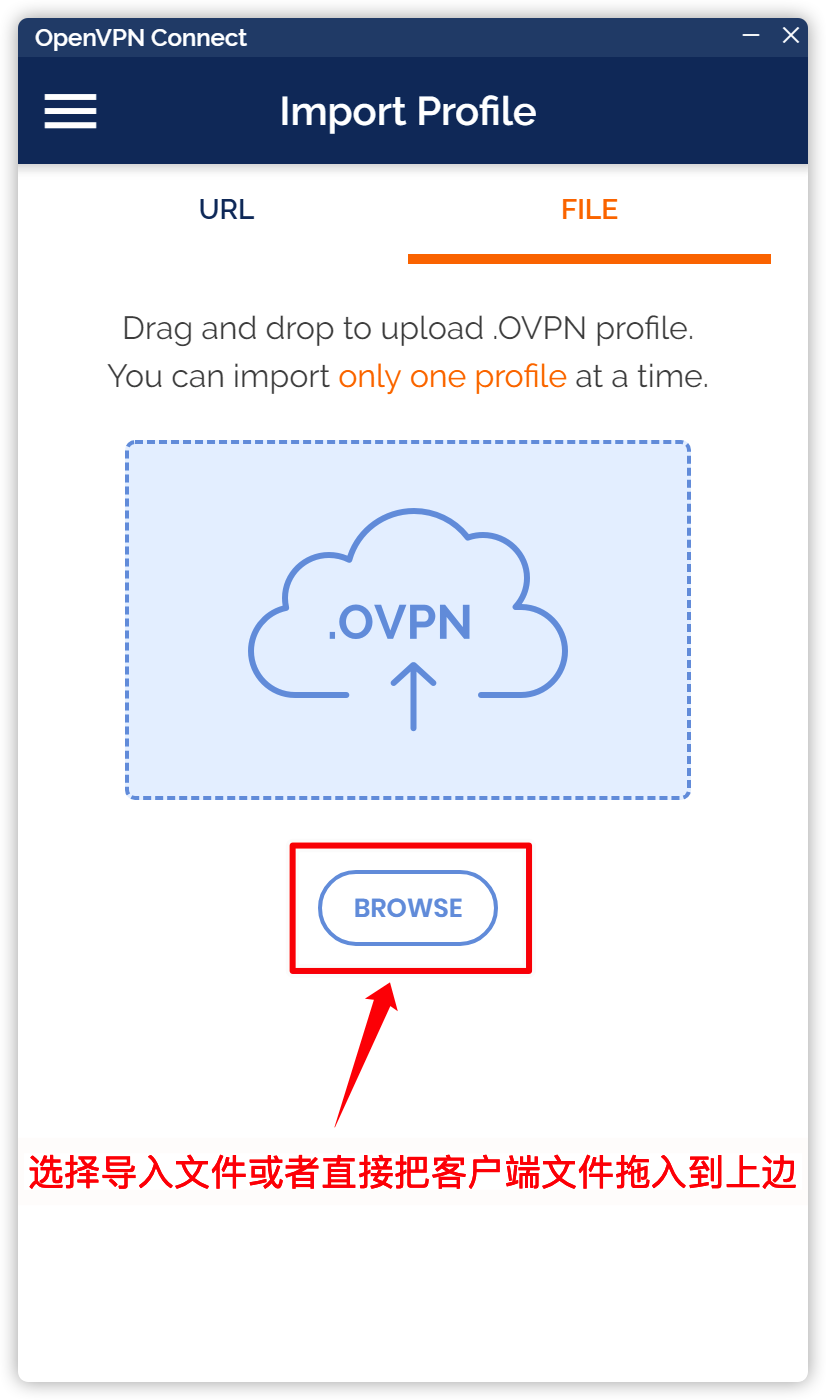 OpenVPN Connect
Import Profile
URL
FILE
Drag and drop to upload .OVPN profile.
You can import only one profile at a time.
.OVPN
BROWSE
选择导入文件或者直接把客户端文件拖入到上边